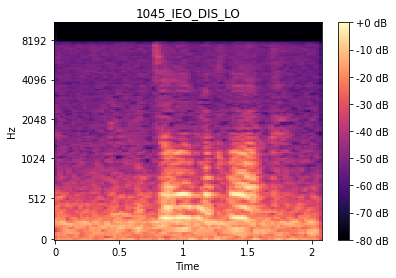 1045_IEO_DIS_LO
+0 dB
8192
-10 dB
4096
-20 dB
-30 dB
2048
Hz
-40 dB
1024
-50 dB
512
-60 dB
-70 dB
0
-80 dB
0 0.5 1 1.5 2
Time